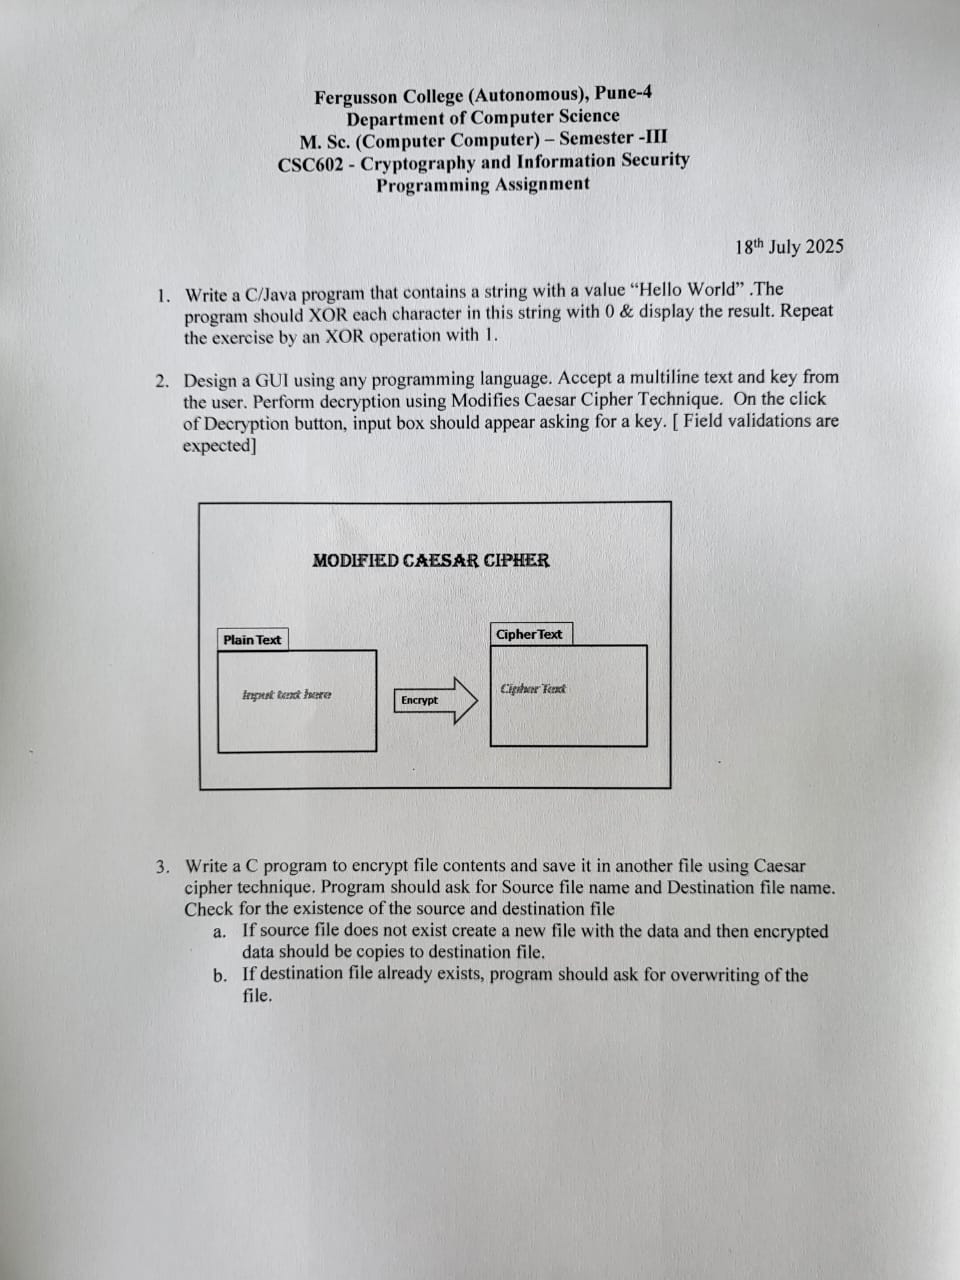 Fergusson College (Autonomous), Pune-4
Department of Computer Science
M. Sc. (Computer Computer) – Semester -III
CSC602 - Cryptography and Information Security
Programming Assignment
18th July 2025
1. Write a C/Java program that contains a string with a value “Hello World” .The
program should XOR each character in this string with 0 & display the result. Repeat
the exercise by an XOR operation with 1.
2. Design a GUI using any programming language. Accept a multiline text and key from
the user. Perform decryption using Modifies Caesar Cipher Technique. On the click
of Decryption button, input box should appear asking for a key. [ Field validations are
expected]
MODIFIED CAESAR CIPHER
Plain Text
CipherText
Input text here
Encrypt
Cipher Text
3. Write a C program to encrypt file contents and save it in another file using Caesar
cipher technique. Program should ask for Source file name and Destination file name.
Check for the existence of the source and destination file
a. If source file does not exist create a new file with the data and then encrypted
data should be copies to destination file.
b. If destination file already exists, program should ask for overwriting of the
file.